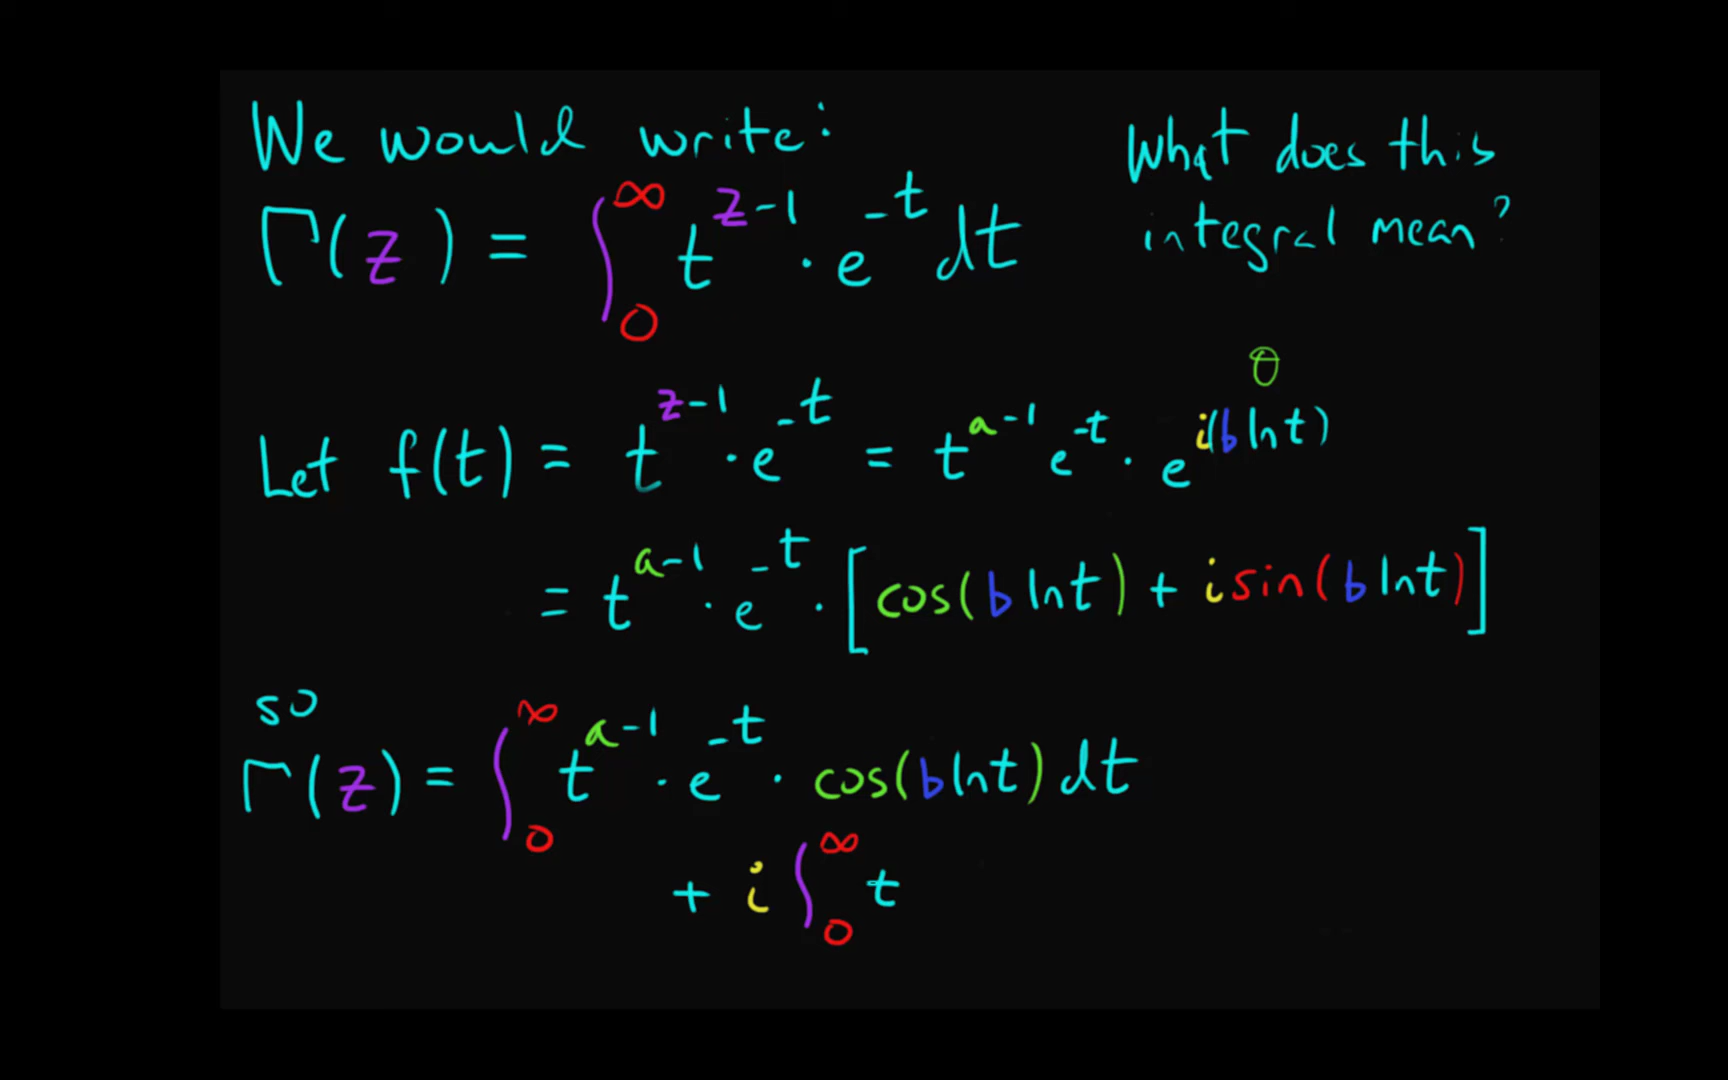 We would write:
What does this
integral mean?
Γ(z) = ∫₀^∞ t^(z-1) · e^(-t) dt
θ
Let f(t) = t^(z-1) · e^(-t) = t^(a-1) e^(-t) · e^(i(b ln t))
= t^(a-1) · e^(-t) · [cos(b ln t) + i sin(b ln t)]
so
Γ(z) = ∫₀^∞ t^(a-1) · e^(-t) · cos(b ln t) dt
+ i ∫₀^∞ t